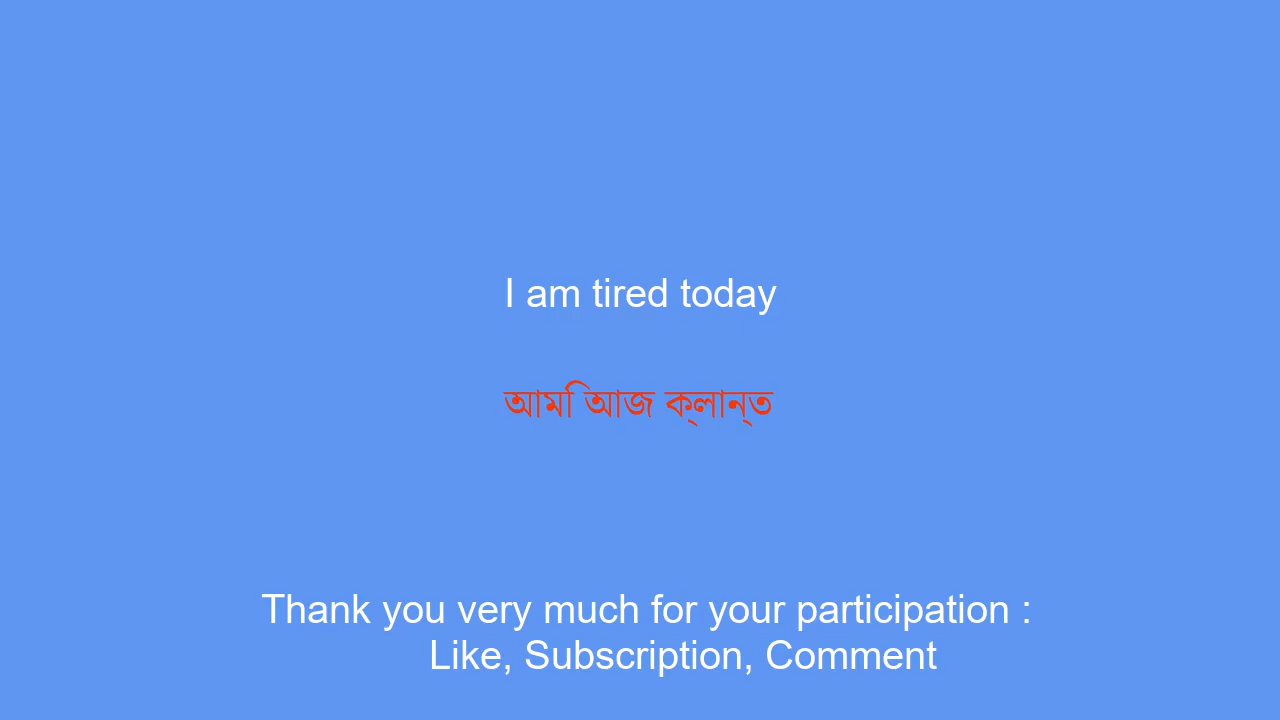 I am tired today
আমি আজ ক্লান্ত
Thank you very much for your participation :
Like, Subscription, Comment